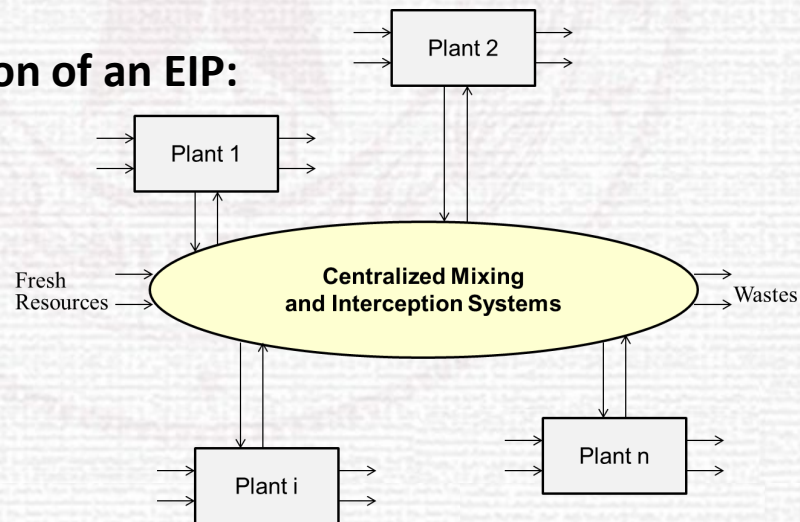 on of an EIP:
Plant 2
Plant 1
Fresh
Resources
Centralized Mixing
and Interception Systems
Wastes
Plant i
Plant n